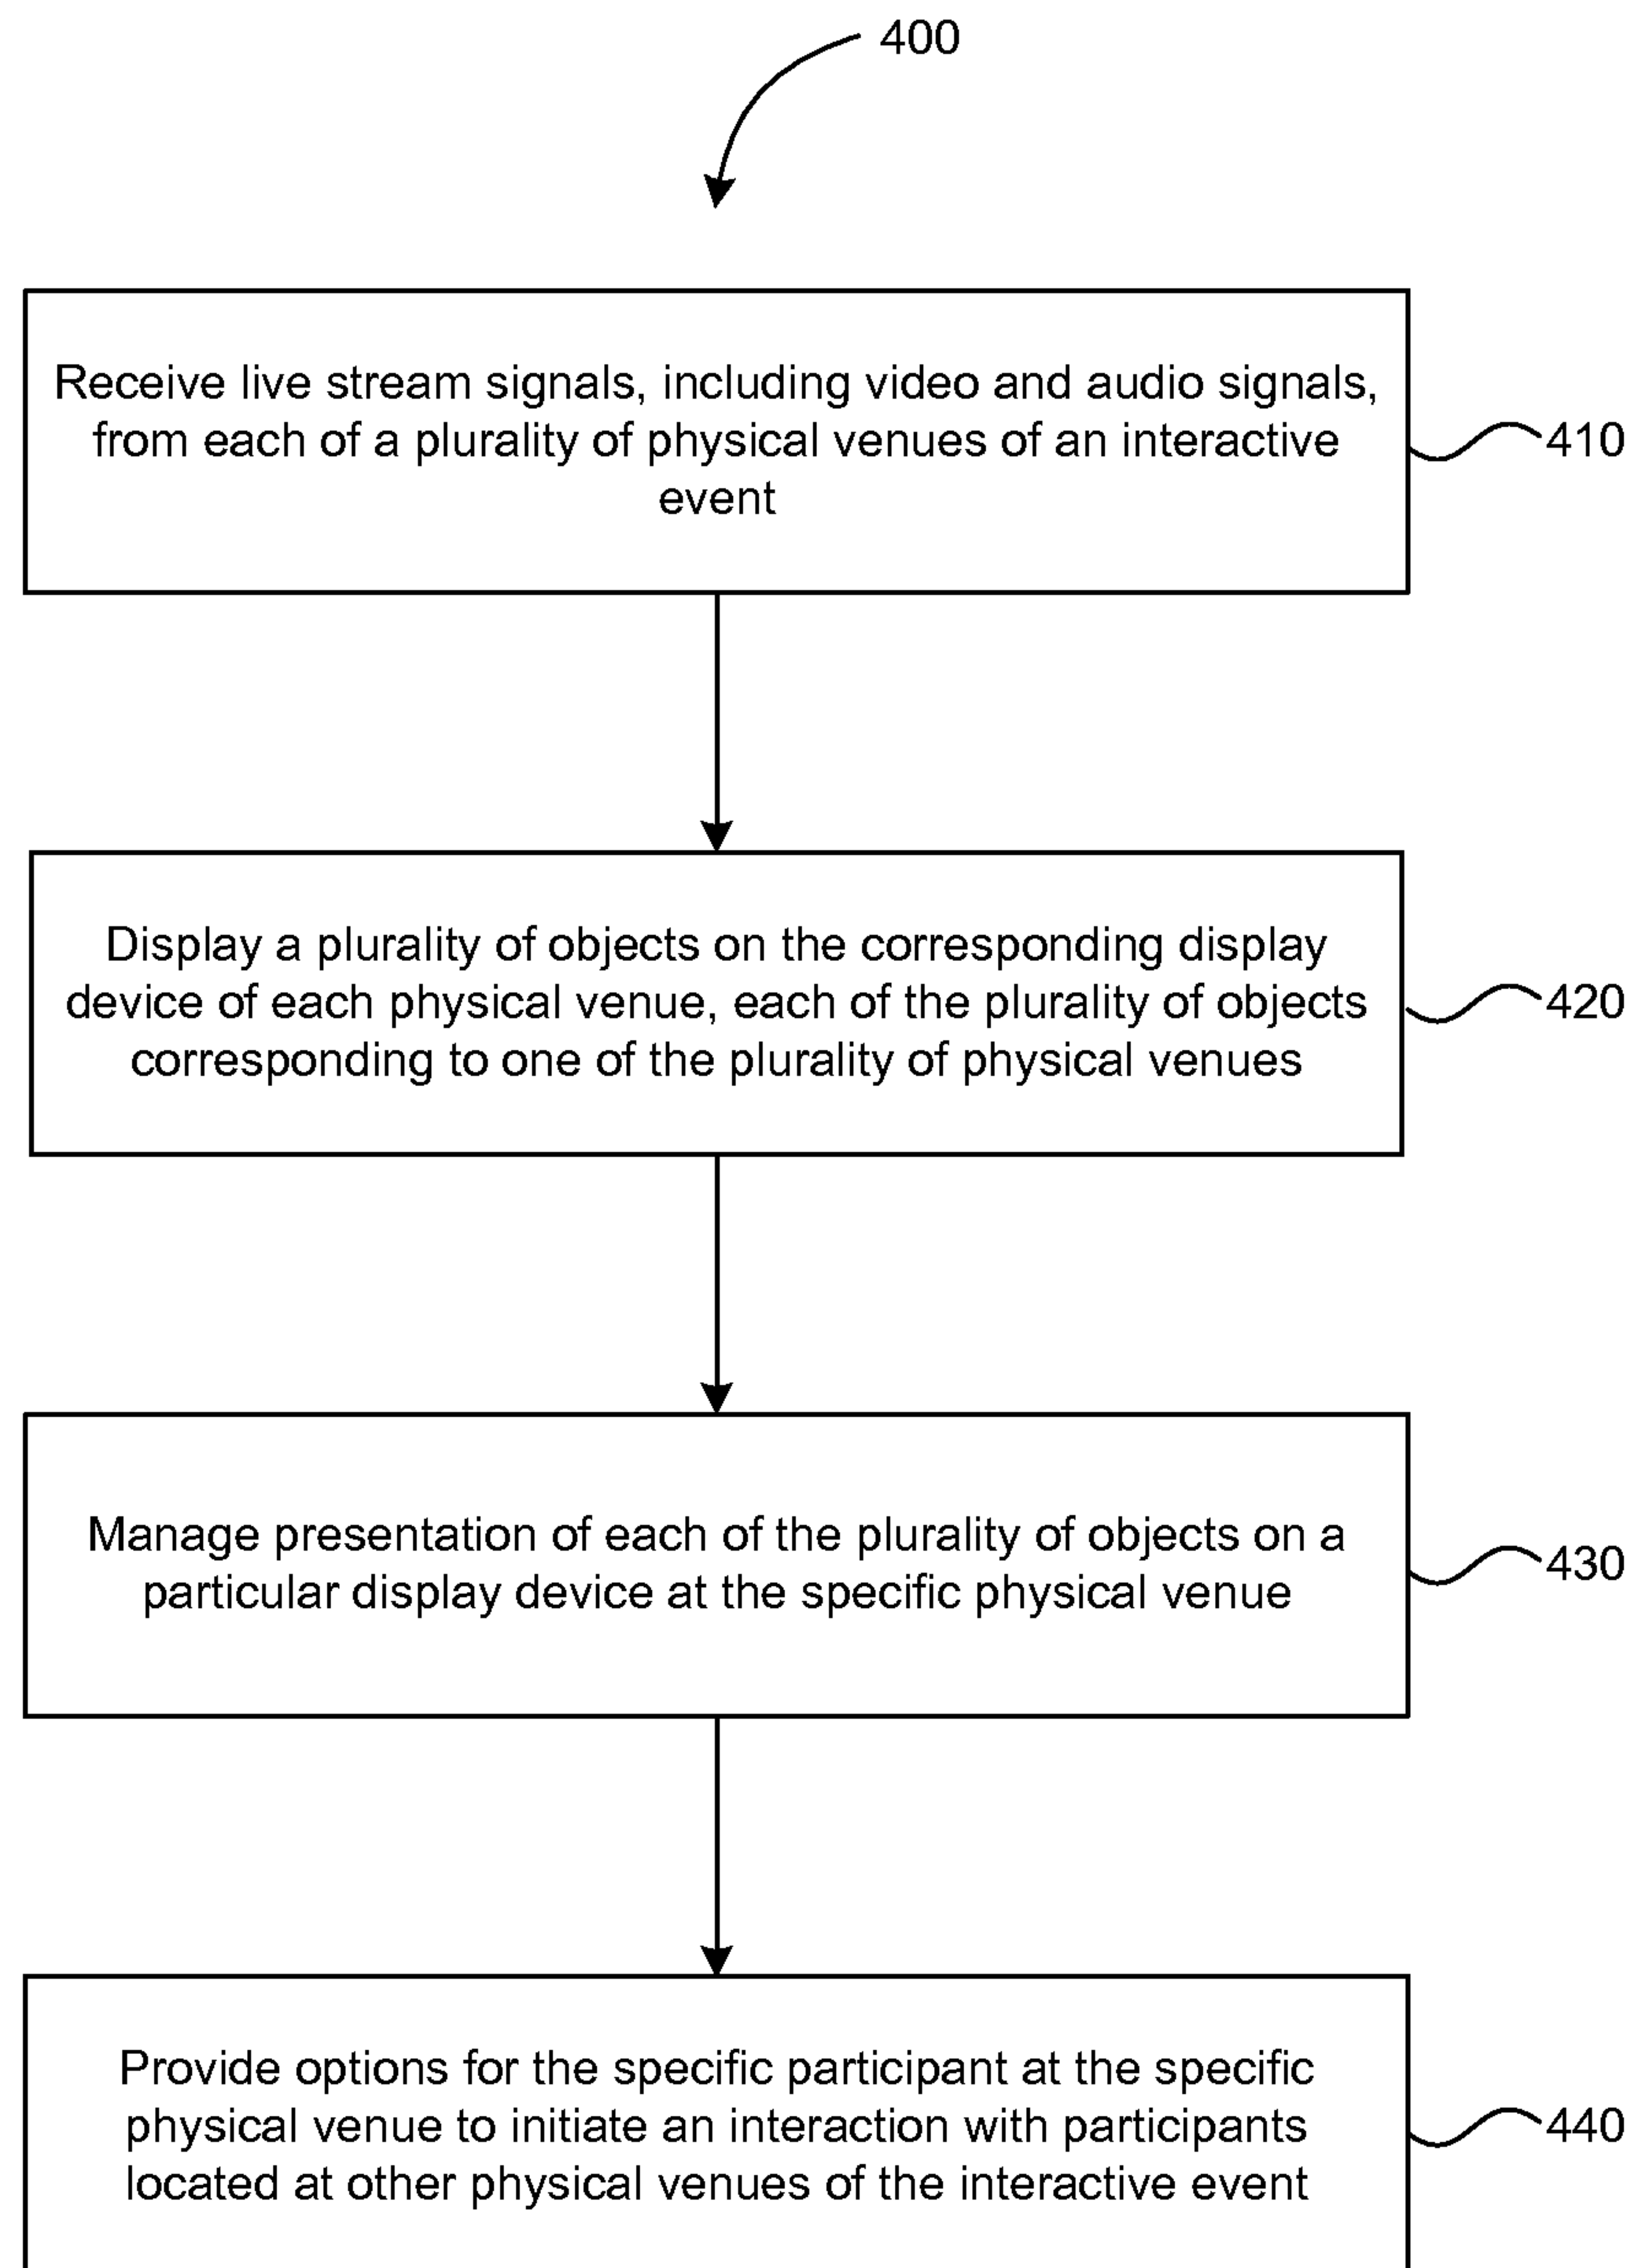 400
Receive live stream signals, including video and audio signals,
from each of a plurality of physical venues of an interactive
event
410
Display a plurality of objects on the corresponding display
device of each physical venue, each of the plurality of objects
corresponding to one of the plurality of physical venues
420
Manage presentation of each of the plurality of objects on a
particular display device at the specific physical venue
430
Provide options for the specific participant at the specific
physical venue to initiate an interaction with participants
located at other physical venues of the interactive event
440